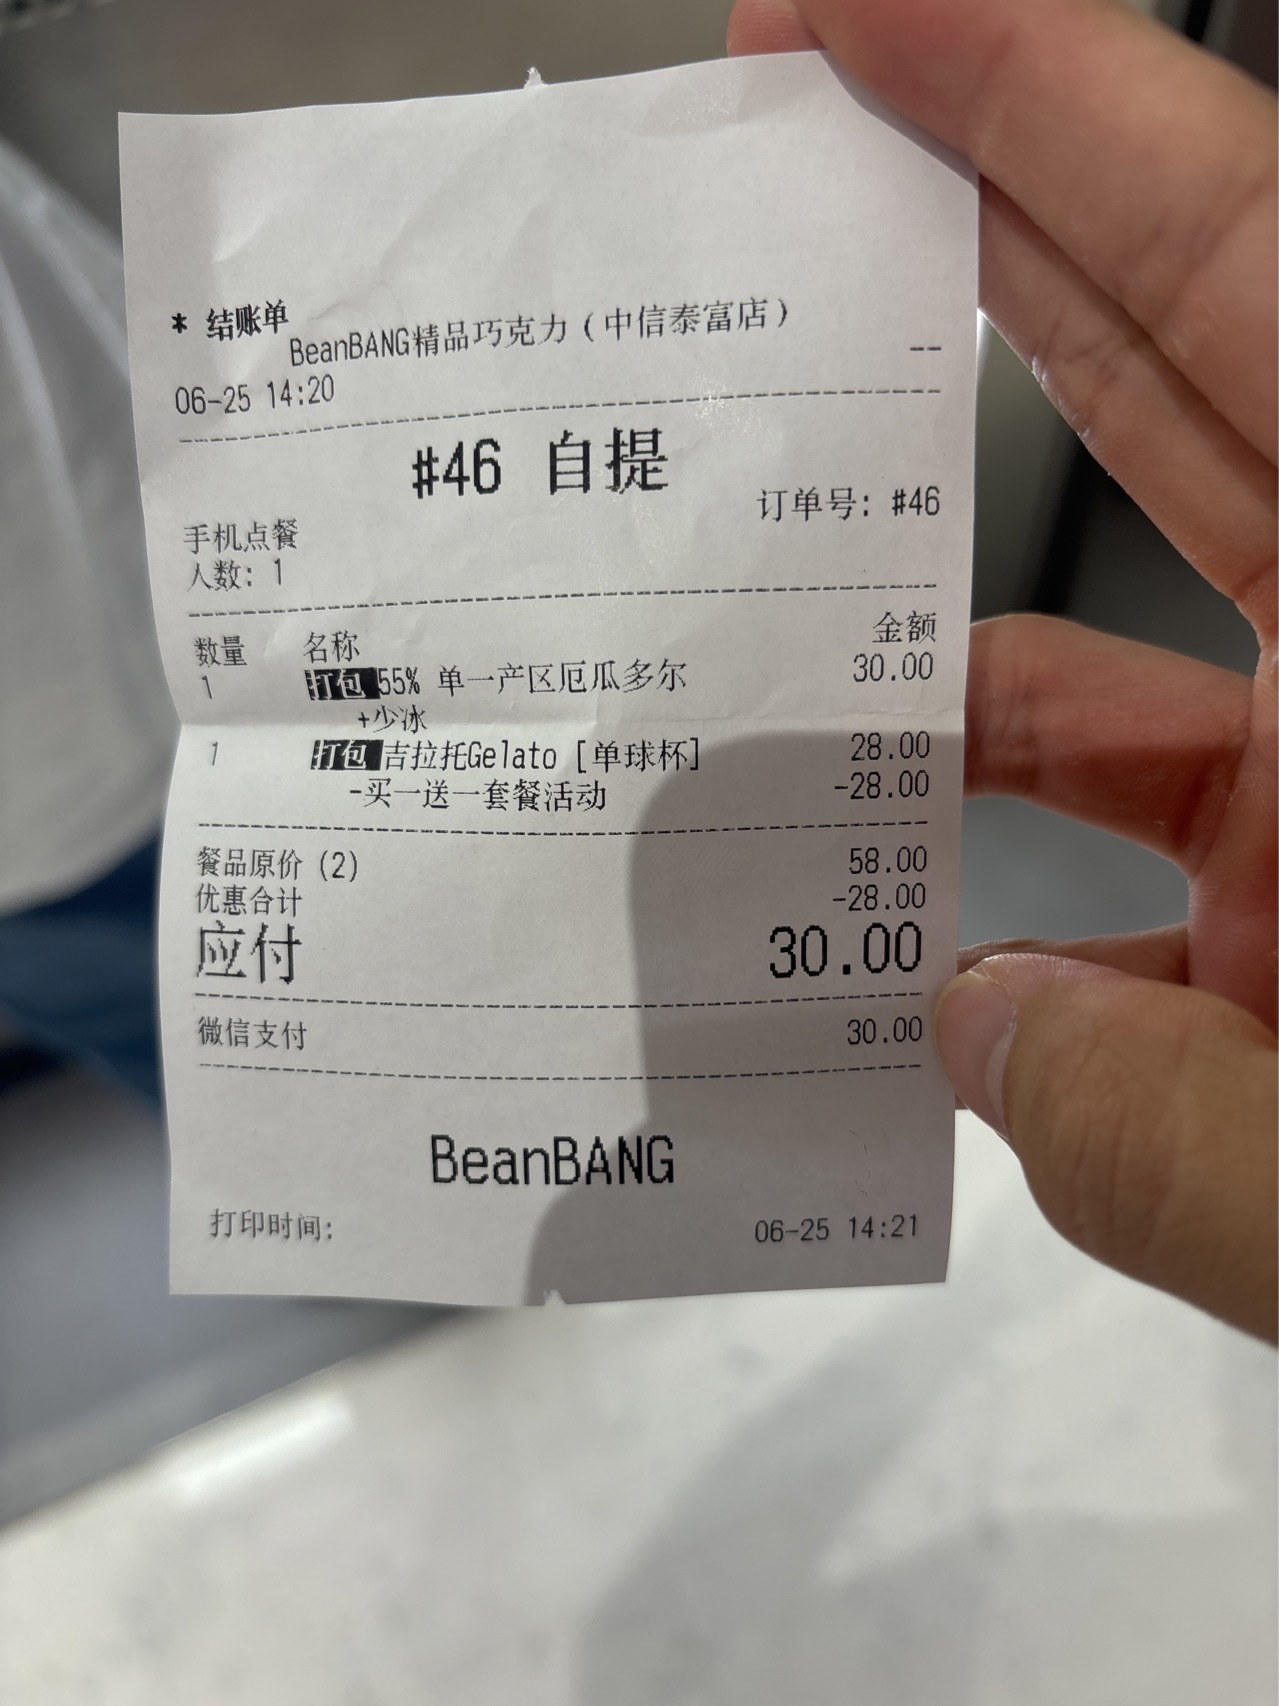 * 结账单
BeanBANG精品巧克力（中信泰富店）
--
06-25 14:20
#46 自提
订单号: #46
手机点餐
人数: 1
数量 名称 金额
1 打包 55% 单一产区厄瓜多尔 30.00
+少冰
1 打包 吉拉托Gelato [单球杯] 28.00
-买一送一套餐活动 -28.00
餐品原价 (2) 58.00
优惠合计 -28.00
应付 30.00
微信支付 30.00
BeanBANG
打印时间: 06-25 14:21